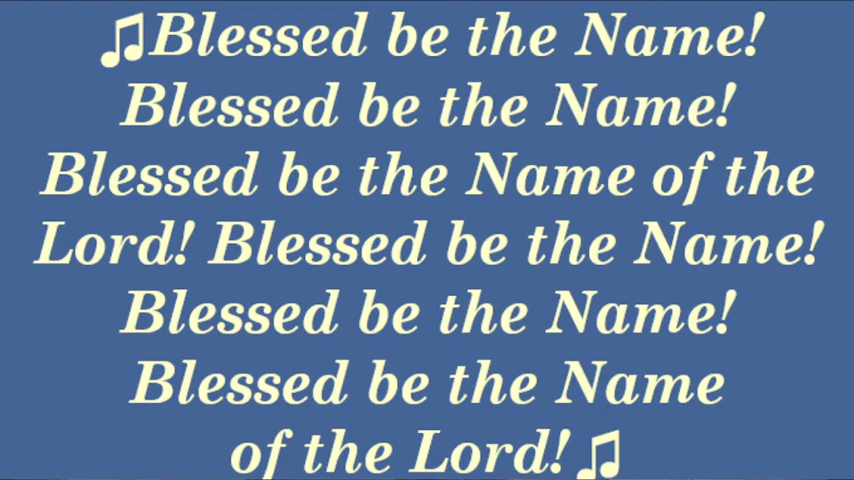 ♫Blessed be the Name!
Blessed be the Name!
Blessed be the Name of the
Lord! Blessed be the Name!
Blessed be the Name!
Blessed be the Name
of the Lord!♫